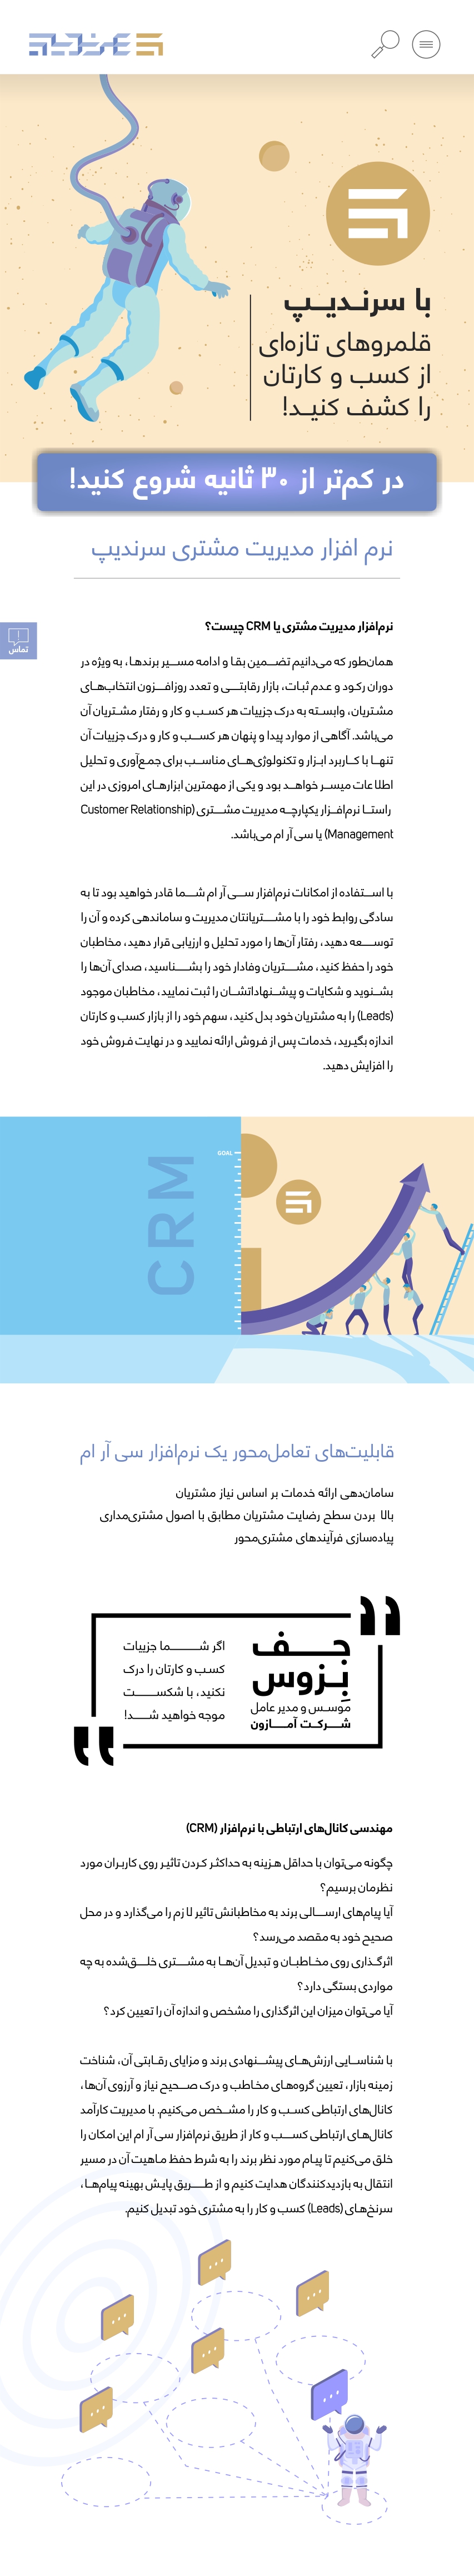 با سرندیپ
قلمروهای تازه‌ای
از کسب و کارتان
را کشف کنید!
در کم‌تر از ۳۰ ثانیه شروع کنید!
نرم افزار مدیریت مشتری سرندیپ
تماس
نرم‌افزار مدیریت مشتری یا CRM چیست؟
همان‌طور که می‌دانیم تضمین بقا و ادامه مسیر برندها، به ویژه در
دوران رکود و عدم ثبات، بازار رقابتی و تعدد روزافزون انتخاب‌های
مشتریان، وابسته به درک جزییات هر کسب و کار و رفتار مشتریان آن
می‌باشد. آگاهی از موارد پیدا و پنهان هر کسب و کار و درک جزییات آن
تنها با کاربرد ابزار و تکنولوژی‌های مناسب برای جمع‌آوری و تحلیل
اطلاعات میسر خواهد بود و یکی از مهمترین ابزارهای امروزی در این
راستا نرم‌افزار یکپارچه مدیریت مشتری (Customer Relationship
Management) یا سی آر ام می‌باشد.
با استفاده از امکانات نرم‌افزار سی آر ام شما قادر خواهید بود تا به
سادگی روابط خود را با مشتریانتان مدیریت و ساماندهی کرده و آن را
توسعه دهید، رفتار آن‌ها را مورد تحلیل و ارزیابی قرار دهید، مخاطبان
خود را حفظ کنید، مشتریان وفادار خود را بشناسید، صدای آن‌ها را
بشنوید و شکایات و پیشنهاداتشان را ثبت نمایید، مخاطبان موجود
(Leads) را به مشتریان خود بدل کنید، سهم خود را از بازار کسب و کارتان
اندازه بگیرید، خدمات پس از فروش ارائه نمایید و در نهایت فروش خود
را افزایش دهید.
GOAL
CRM
قابلیت‌های تعامل‌محور یک نرم‌افزار سی آر ام
سامان‌دهی ارائه خدمات بر اساس نیاز مشتریان
بالا بردن سطح رضایت مشتریان مطابق با اصول مشتری‌مداری
پیاده‌سازی فرآیندهای مشتری‌محور
جف
بِزوس
موسس و مدیر عامل
شرکت آمازون
اگر شما جزییات
کسب و کارتان را درک
نکنید، با شکست
موجه خواهید شد!
مهندسی کانال‌های ارتباطی با نرم‌افزار (CRM)
چگونه می‌توان با حداقل هزینه به حداکثر کردن تاثیر روی کاربران مورد
نظرمان برسیم؟
آیا پیام‌های ارسالی برند به مخاطبانش تاثیر لازم را می‌گذارد و در محل
صحیح خود به مقصد می‌رسد؟
اثرگذاری روی مخاطبان و تبدیل آن‌ها به مشتری خلق‌شده به چه
مواردی بستگی دارد؟
آیا می‌توان میزان این اثرگذاری را مشخص و اندازه آن را تعیین کرد؟
با شناسایی ارزش‌های پیشنهادی برند و مزایای رقابتی آن، شناخت
زمینه بازار، تعیین گروه‌های مخاطب و درک صحیح نیاز و آرزوی آن‌ها،
کانال‌های ارتباطی کسب و کار را مشخص می‌کنیم. با مدیریت کارآمد
کانال‌های ارتباطی کسب و کار از طریق نرم‌افزار سی آر ام این امکان را
خلق می‌کنیم تا پیام مورد نظر برند را به شرط حفظ ماهیت آن در مسیر
انتقال به بازدیدکنندگان هدایت کنیم و از طریق پایش بهینه پیام‌ها،
سرنخ‌های (Leads) کسب و کار را به مشتری خود تبدیل کنیم.